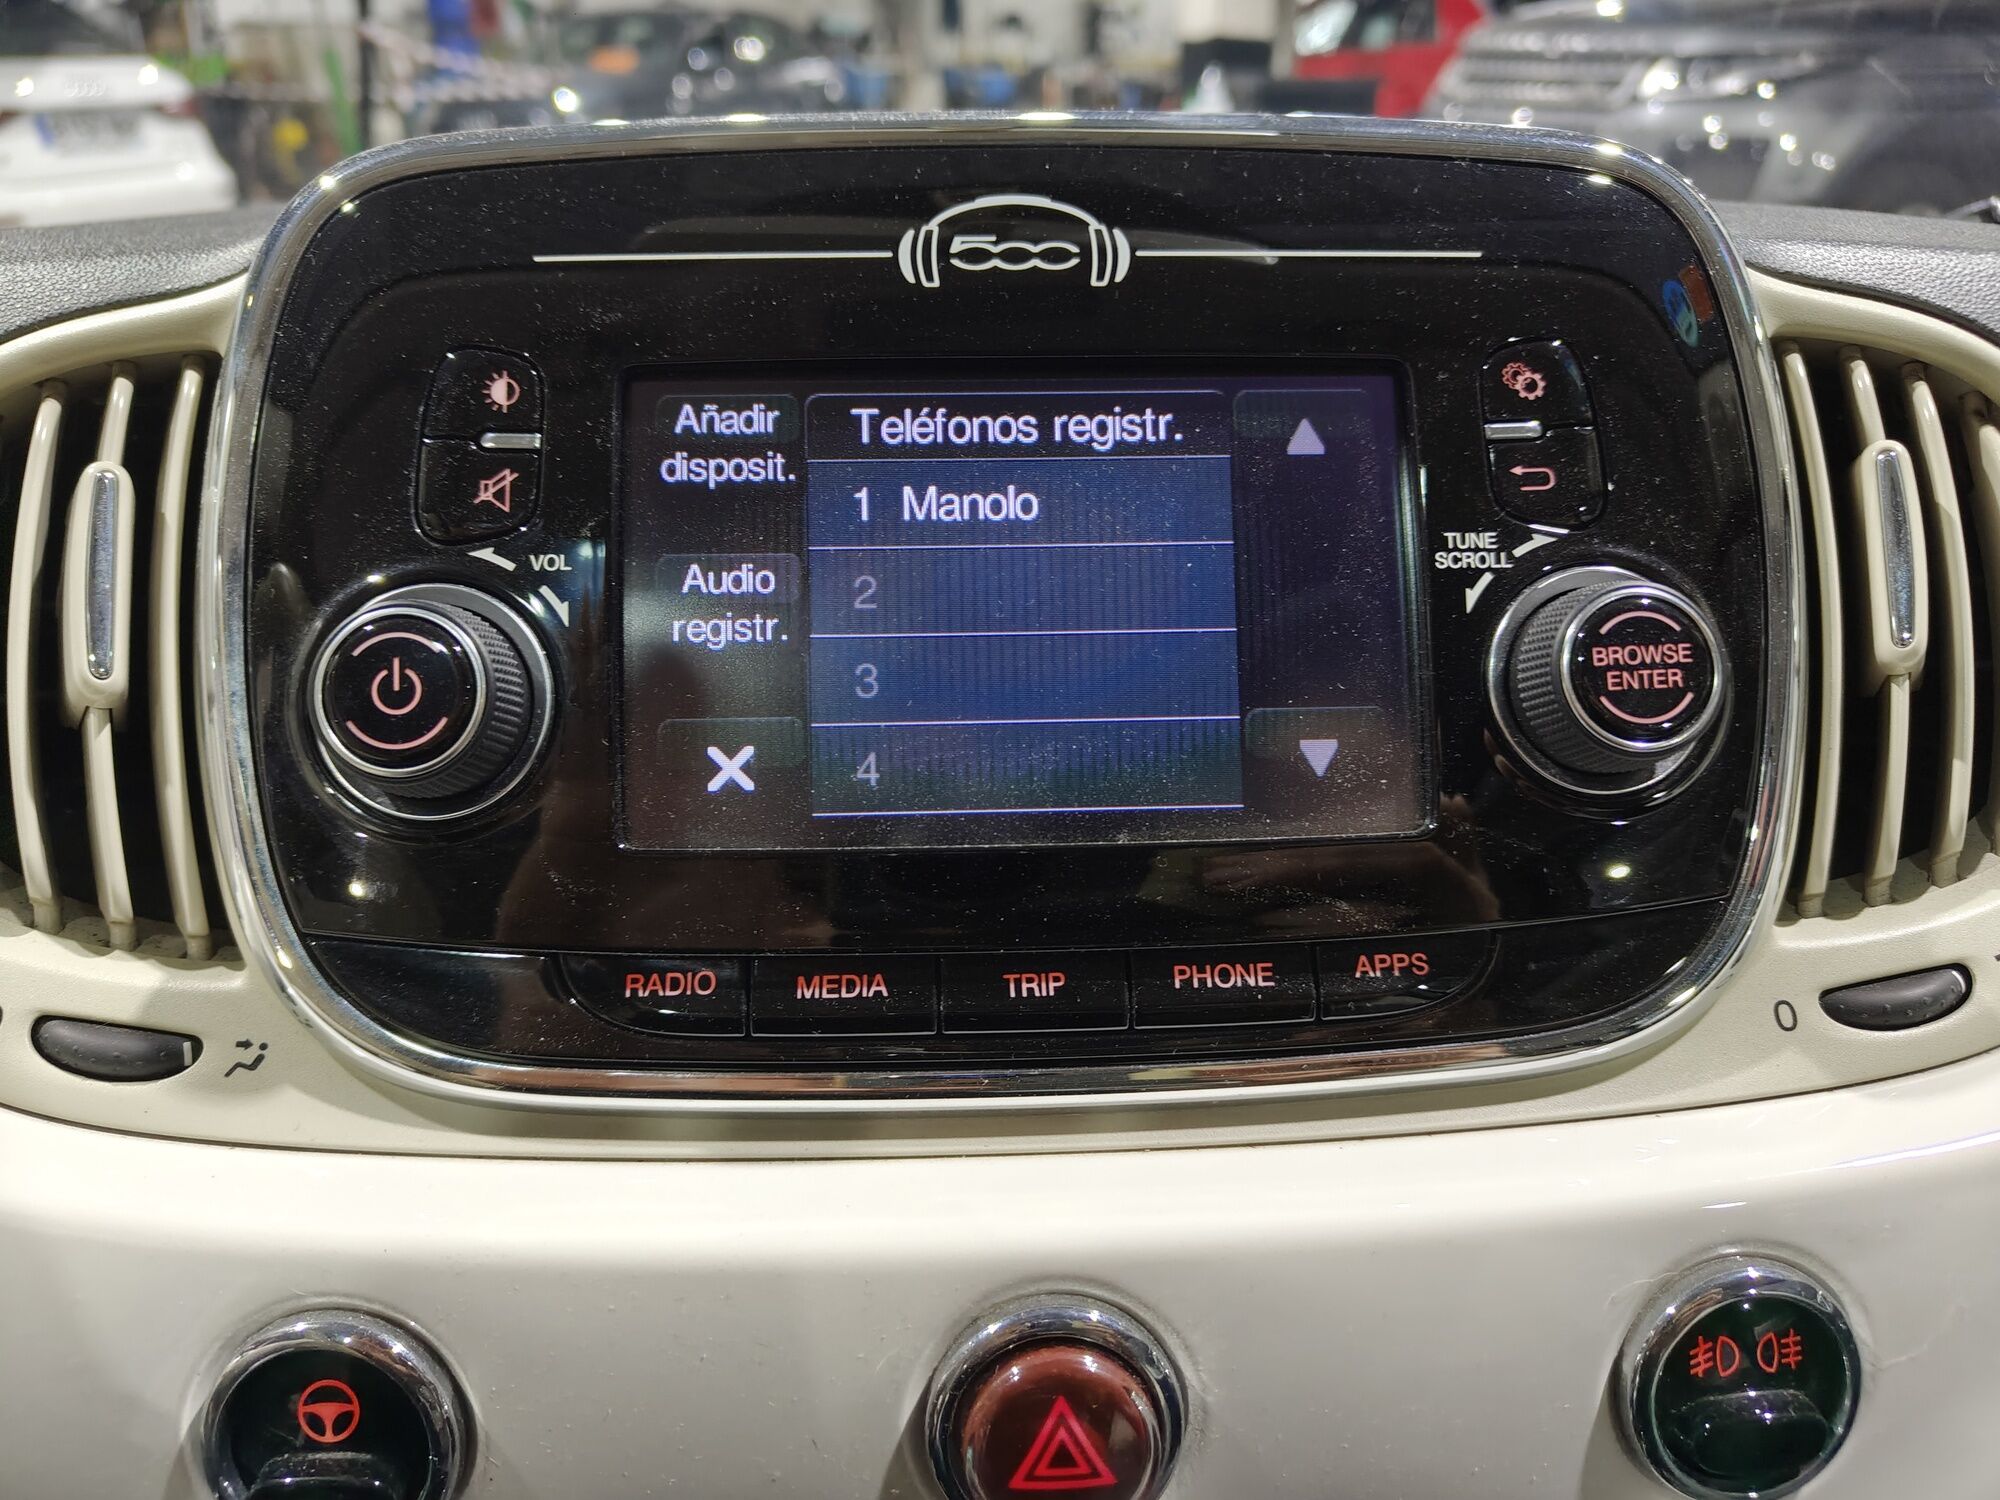 500
Añadir
disposit.
Teléfonos registr.
1 Manolo
2
3
4
Audio
registr.
VOL
TUNE
SCROLL
BROWSE
ENTER
RADIO
MEDIA
TRIP
PHONE
APPS
0